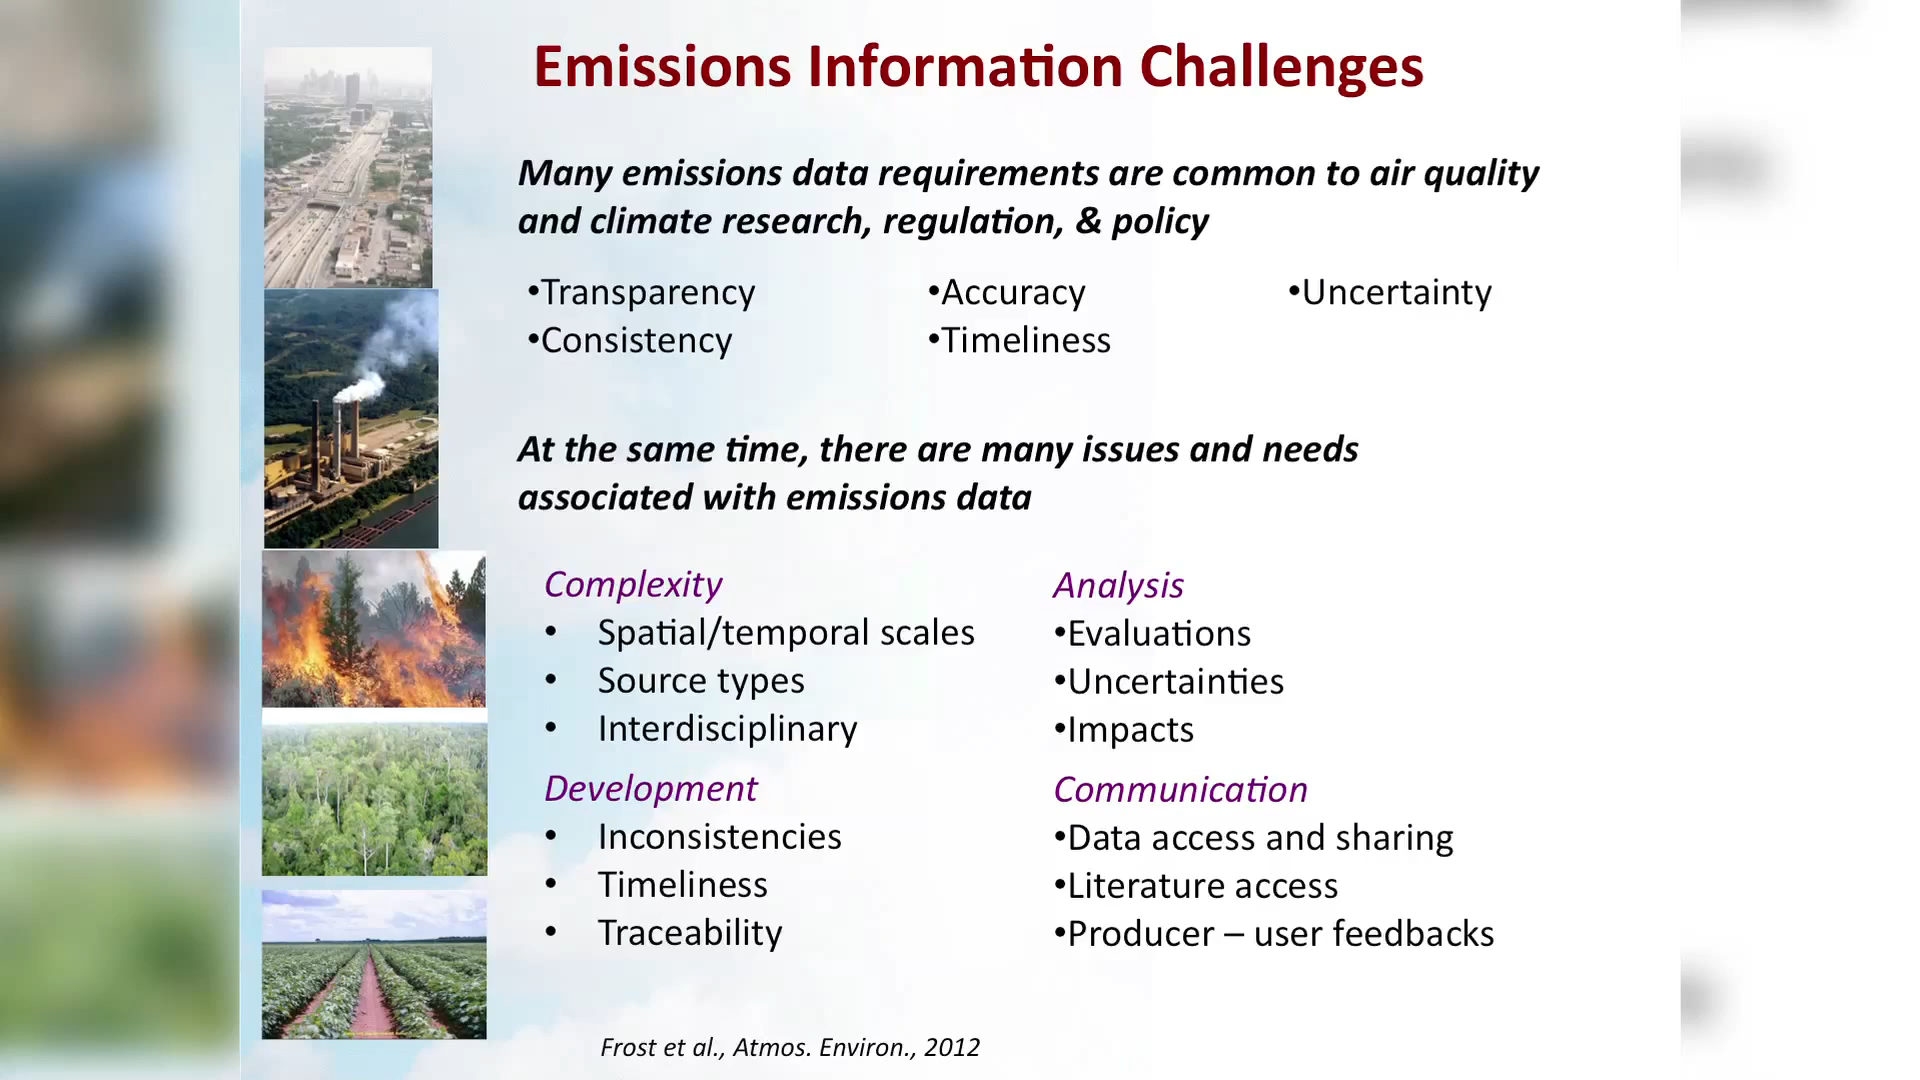 Emissions Information Challenges
Many emissions data requirements are common to air quality
and climate research, regulation, & policy
•Transparency
•Consistency
•Accuracy
•Timeliness
•Uncertainty
At the same time, there are many issues and needs
associated with emissions data
Complexity
• Spatial/temporal scales
• Source types
• Interdisciplinary
Development
• Inconsistencies
• Timeliness
• Traceability
Analysis
•Evaluations
•Uncertainties
•Impacts
Communication
•Data access and sharing
•Literature access
•Producer – user feedbacks
Frost et al., Atmos. Environ., 2012